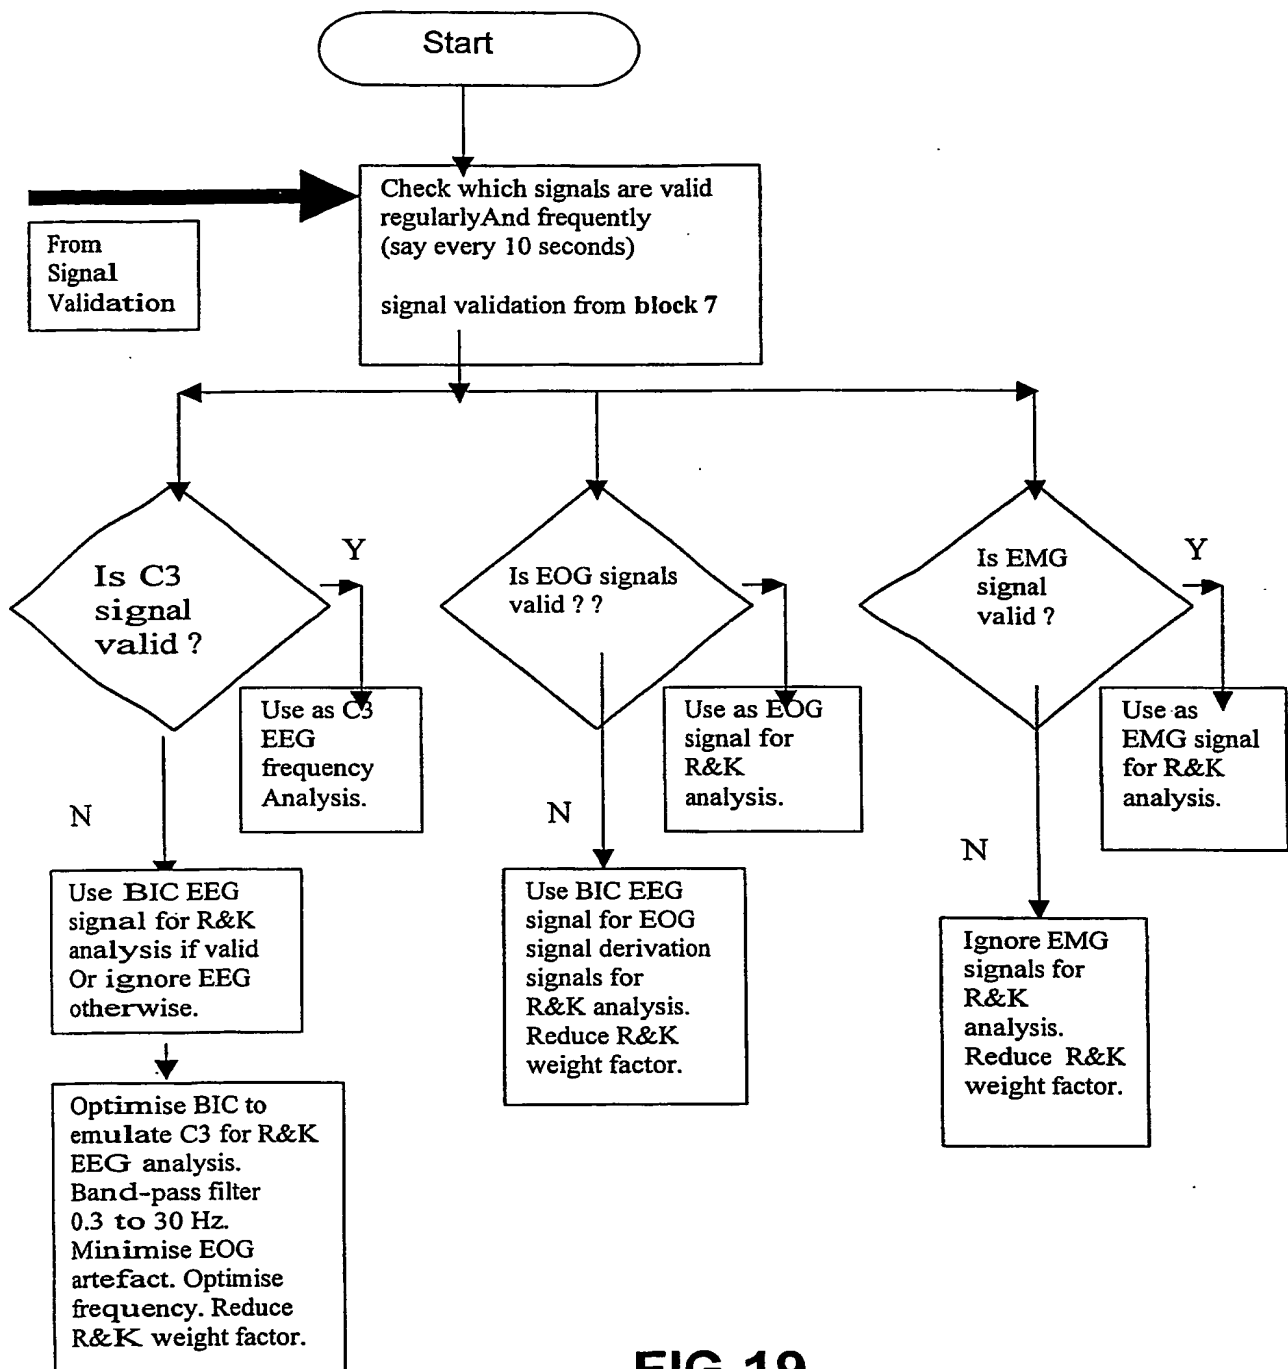 Start
Check which signals are valid
regularlyAnd frequently
(say every 10 seconds)
signal validation from block 7
From
Signal
Validation
Is C3
signal
valid ?
Y
Use as C3
EEG
frequency
Analysis.
N
Use BIC EEG
signal for R&K
analysis if valid
Or ignore EEG
otherwise.
Optimise BIC to
emulate C3 for R&K
EEG analysis.
Band-pass filter
0.3 to 30 Hz.
Minimise EOG
artefact. Optimise
frequency. Reduce
R&K weight factor.
Is EOG signals
valid ? ?
Use as EOG
signal for
R&K
analysis.
N
Use BIC EEG
signal for EOG
signal derivation
signals for
R&K analysis.
Reduce R&K
weight factor.
Is EMG
signal
valid ?
Y
Use as
EMG signal
for R&K
analysis.
N
Ignore EMG
signals for
R&K
analysis.
Reduce R&K
weight factor.
FIG 19